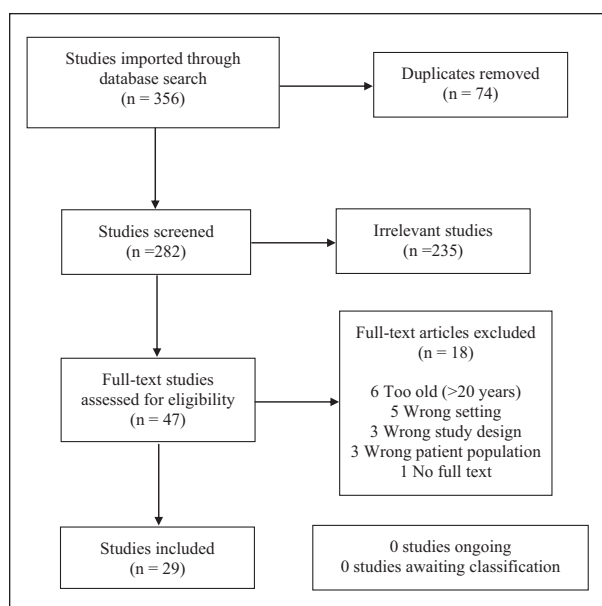 Studies imported through
database search
(n = 356)
Duplicates removed
(n = 74)
Studies screened
(n =282)
Irrelevant studies
(n =235)
Full-text studies
assessed for eligibility
(n = 47)
Full-text articles excluded
(n = 18)
6 Too old (>20 years)
5 Wrong setting
3 Wrong study design
3 Wrong patient population
1 No full text
Studies included
(n = 29)
0 studies ongoing
0 studies awaiting classification